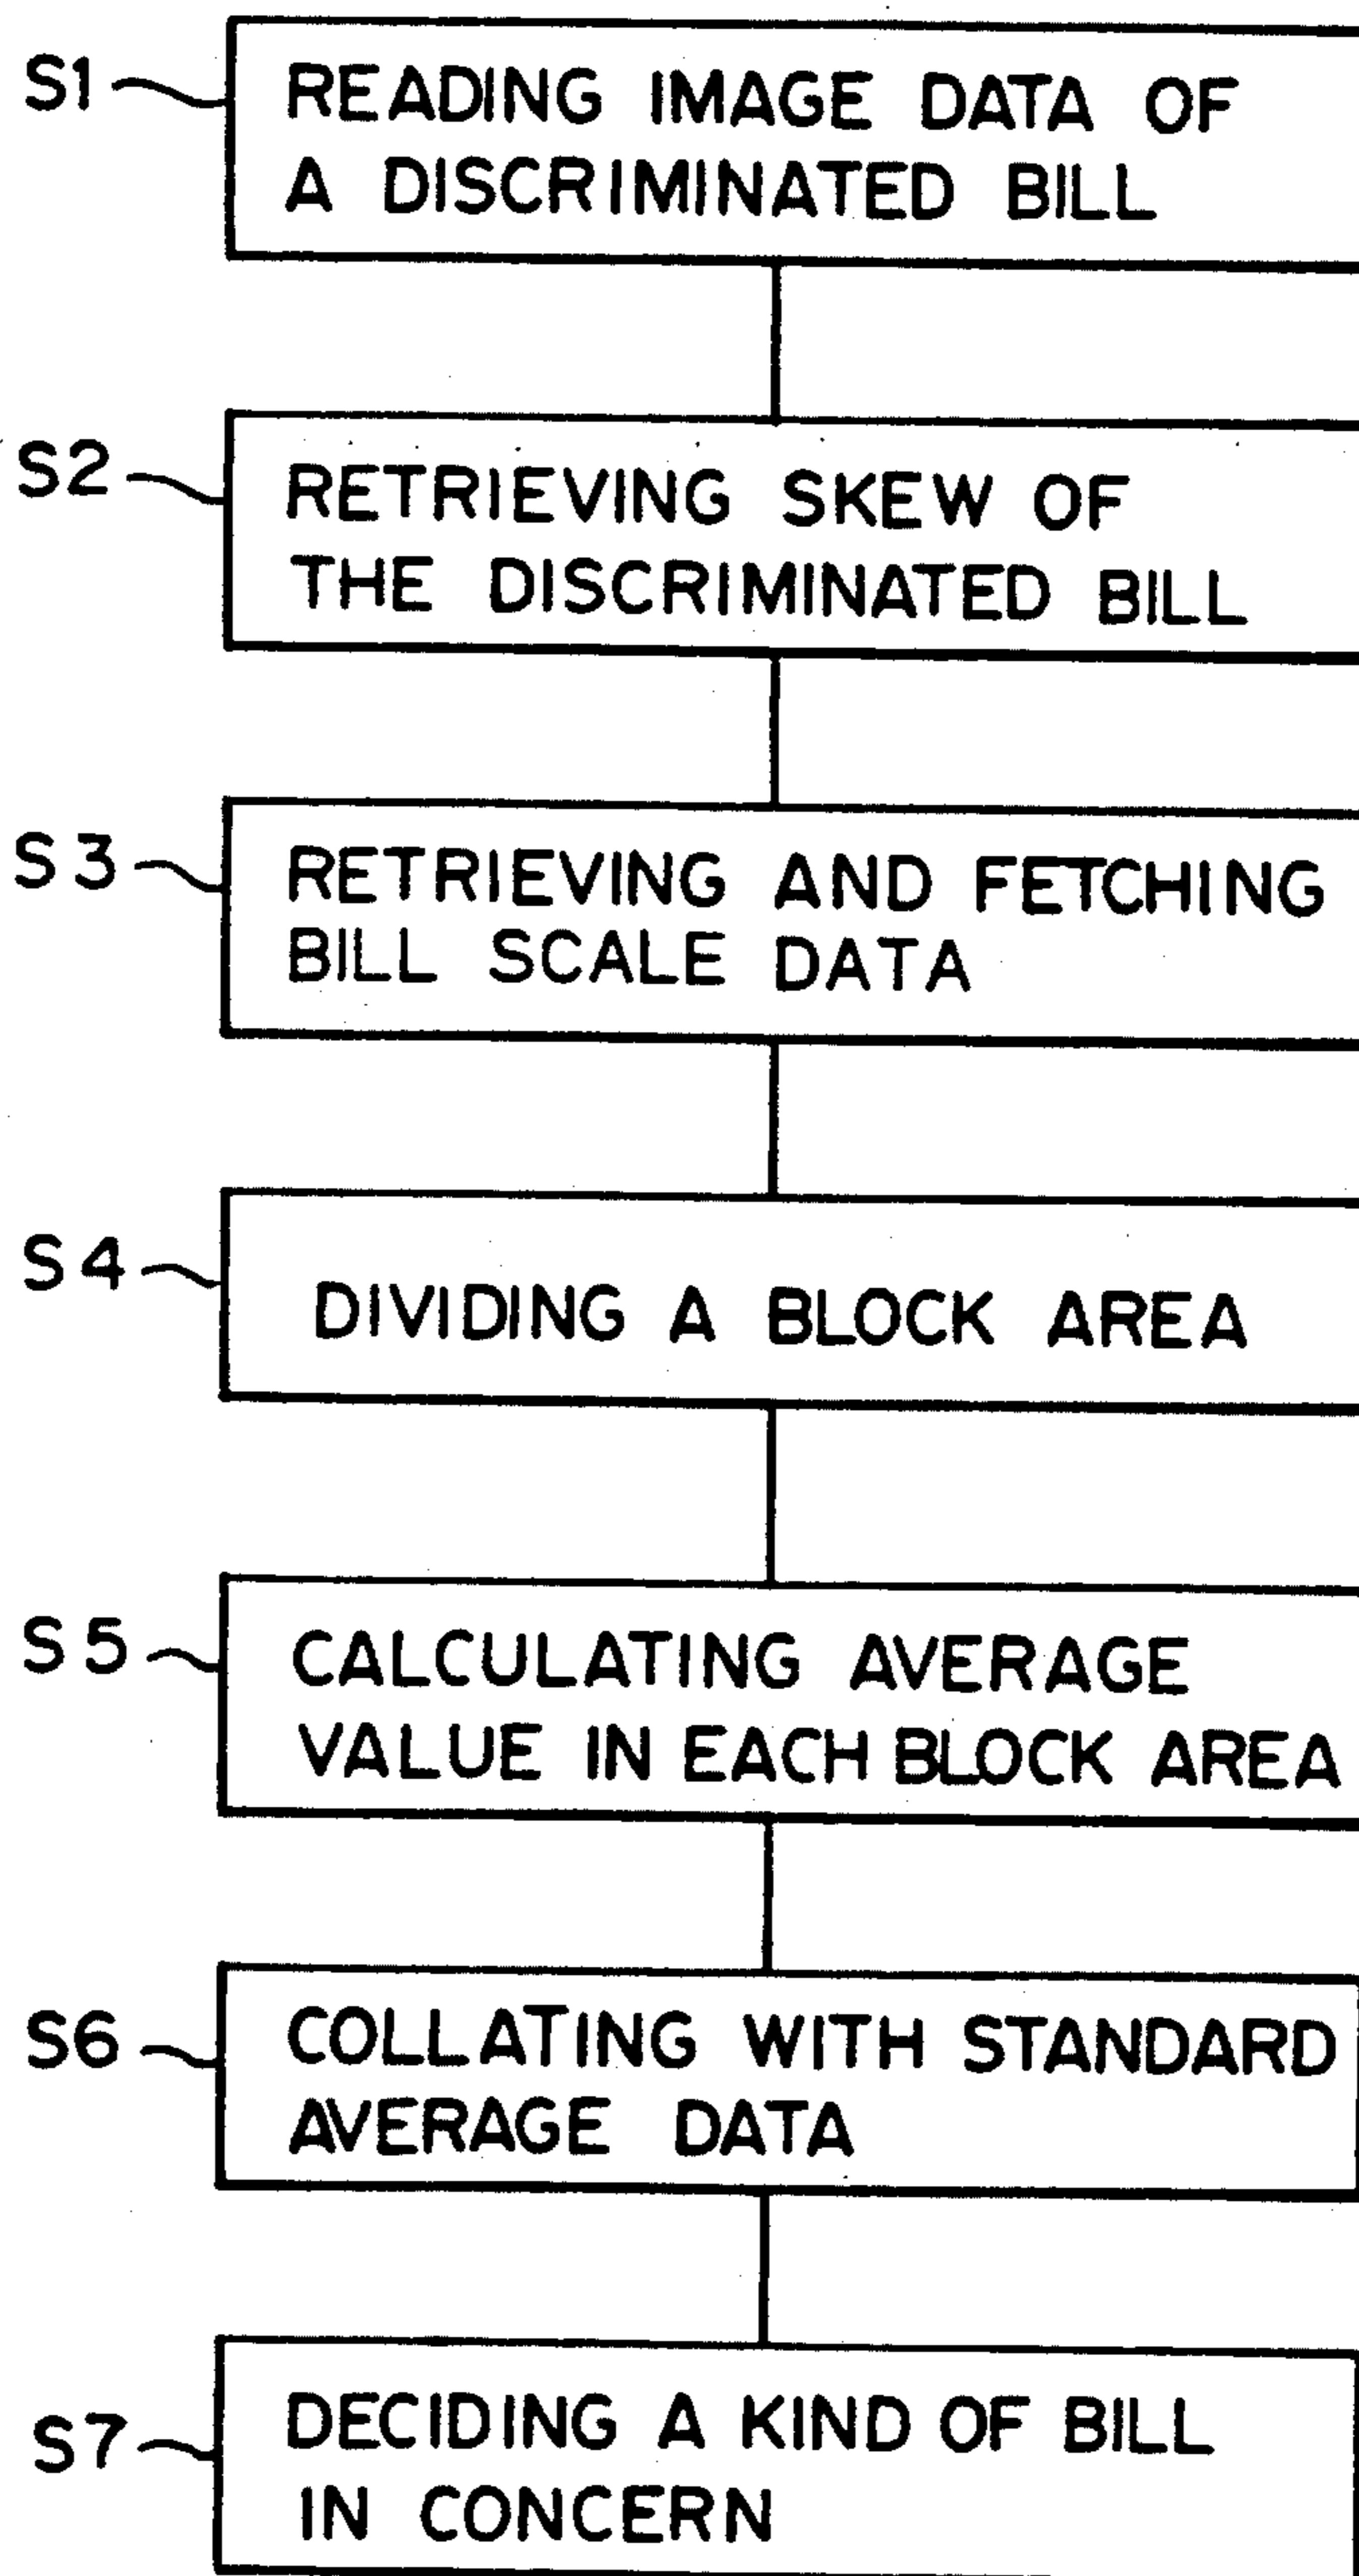 S1
READING IMAGE DATA OF
A DISCRIMINATED BILL
S2
RETRIEVING SKEW OF
THE DISCRIMINATED BILL
S3
RETRIEVING AND FETCHING
BILL SCALE DATA
S4
DIVIDING A BLOCK AREA
S5
CALCULATING AVERAGE
VALUE IN EACH BLOCK AREA
S6
COLLATING WITH STANDARD
AVERAGE DATA
S7
DECIDING A KIND OF BILL
IN CONCERN